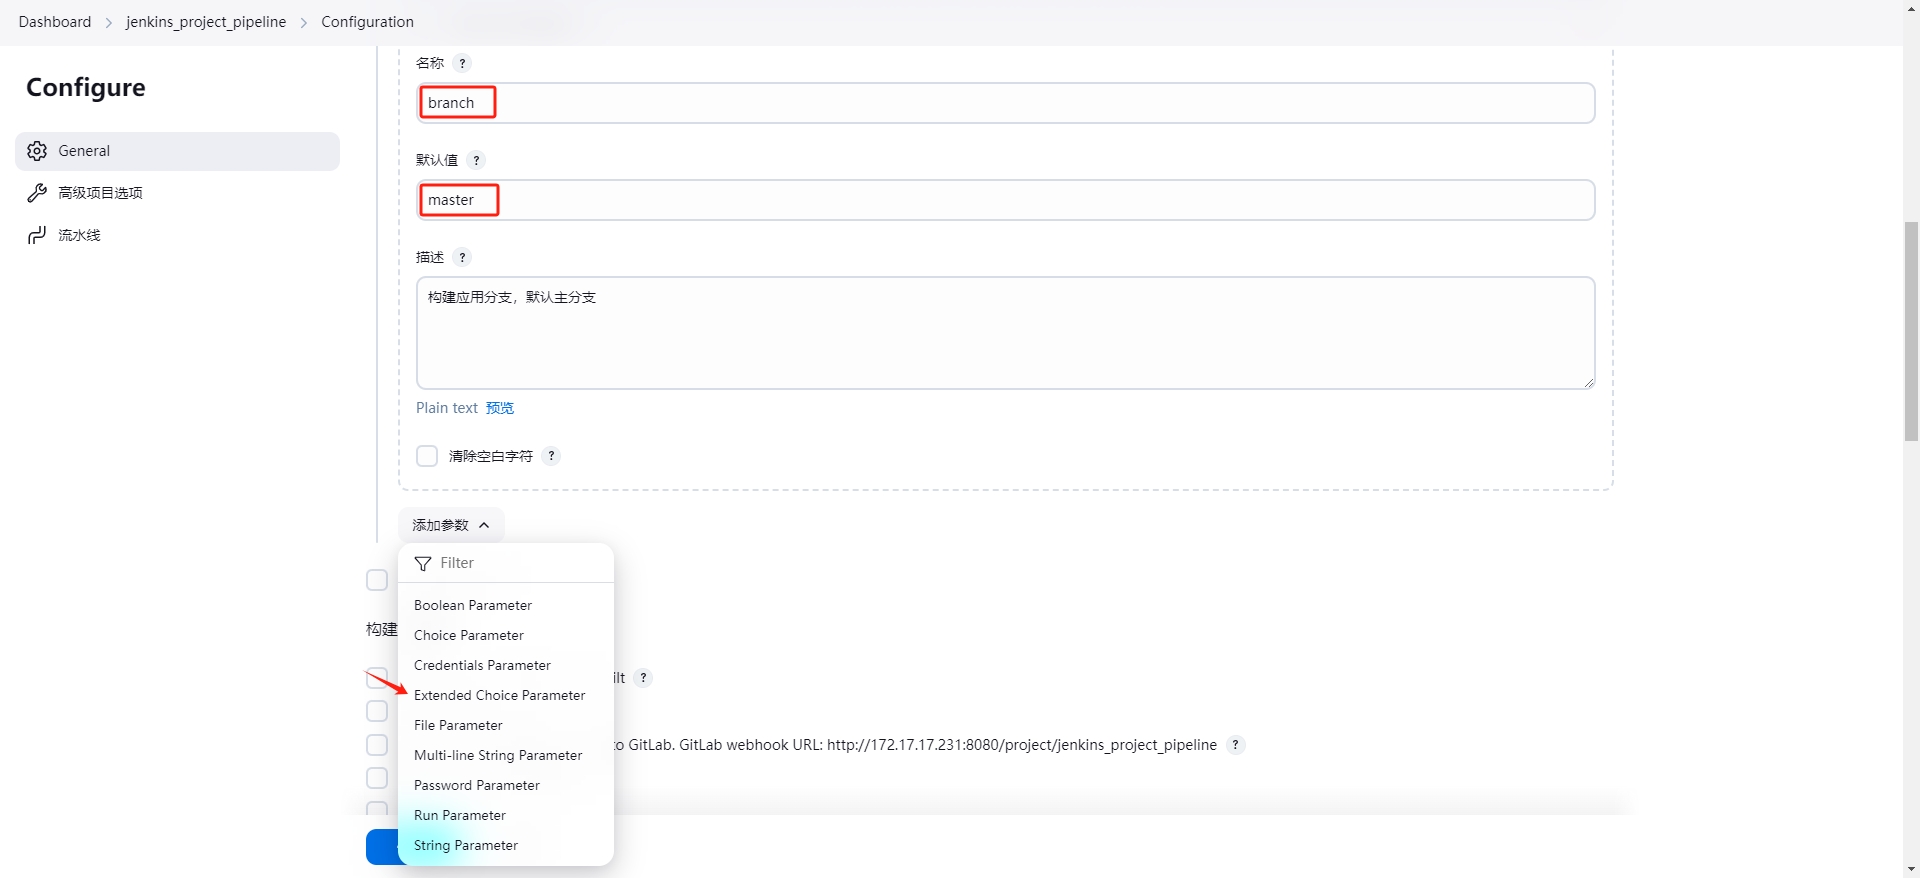 Dashboard > jenkins_project_pipeline > Configuration
Configure
General
高级项目选项
流水线
名称 ?
branch
默认值 ?
master
描述 ?
构建应用分支，默认主分支
Plain text 预览
清除空白字符 ?
添加参数
Filter
Boolean Parameter
Choice Parameter
构建
Credentials Parameter
ilt ?
Extended Choice Parameter
File Parameter
to GitLab. GitLab webhook URL: http://172.17.17.231:8080/project/jenkins_project_pipeline ?
Multi-line String Parameter
Password Parameter
Run Parameter
String Parameter